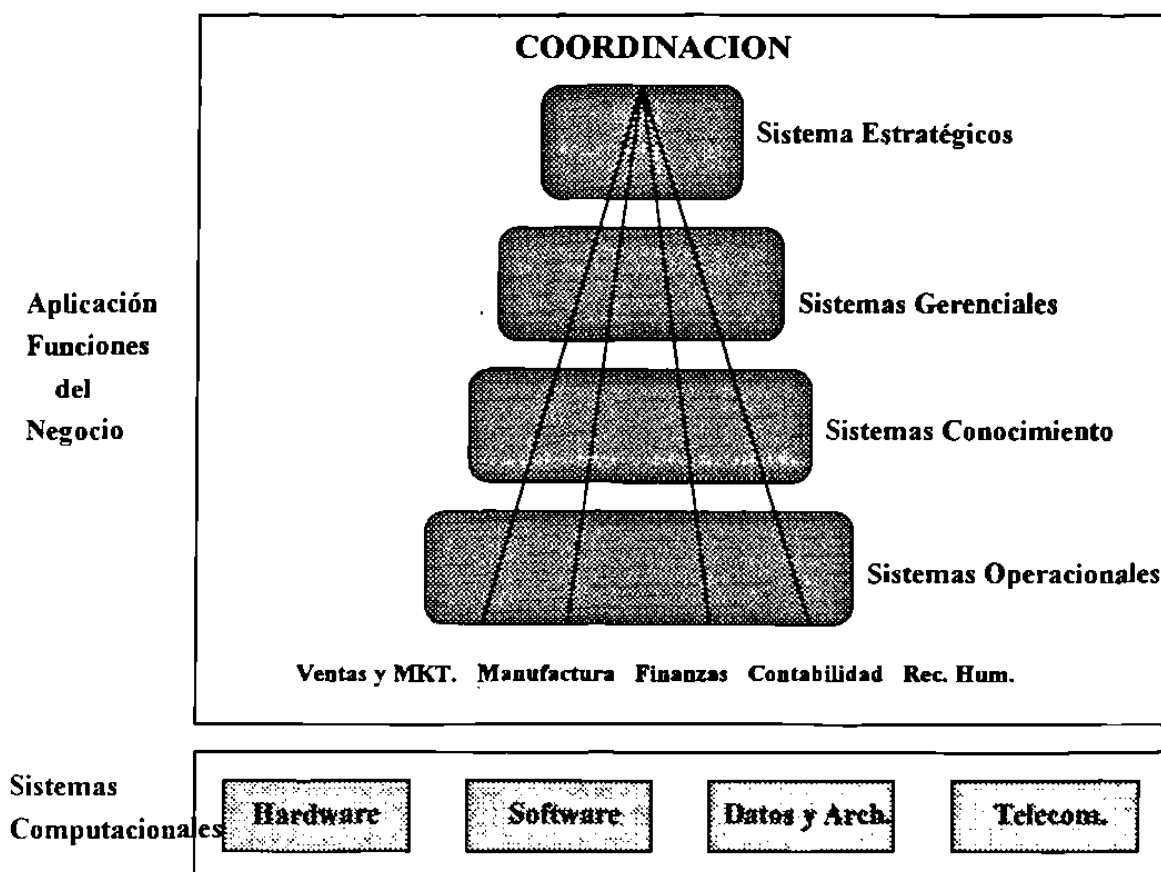 COORDINACION
Sistema Estratégicos
Sistemas Gerenciales
Sistemas Conocimiento
Sistemas Operacionales
Aplicación
Funciones
del
Negocio
Ventas y MKT. Manufactura Finanzas Contabilidad Rec. Hum.
Sistemas
Computacionales
Hardware Software Datos y Arch. Telecom.